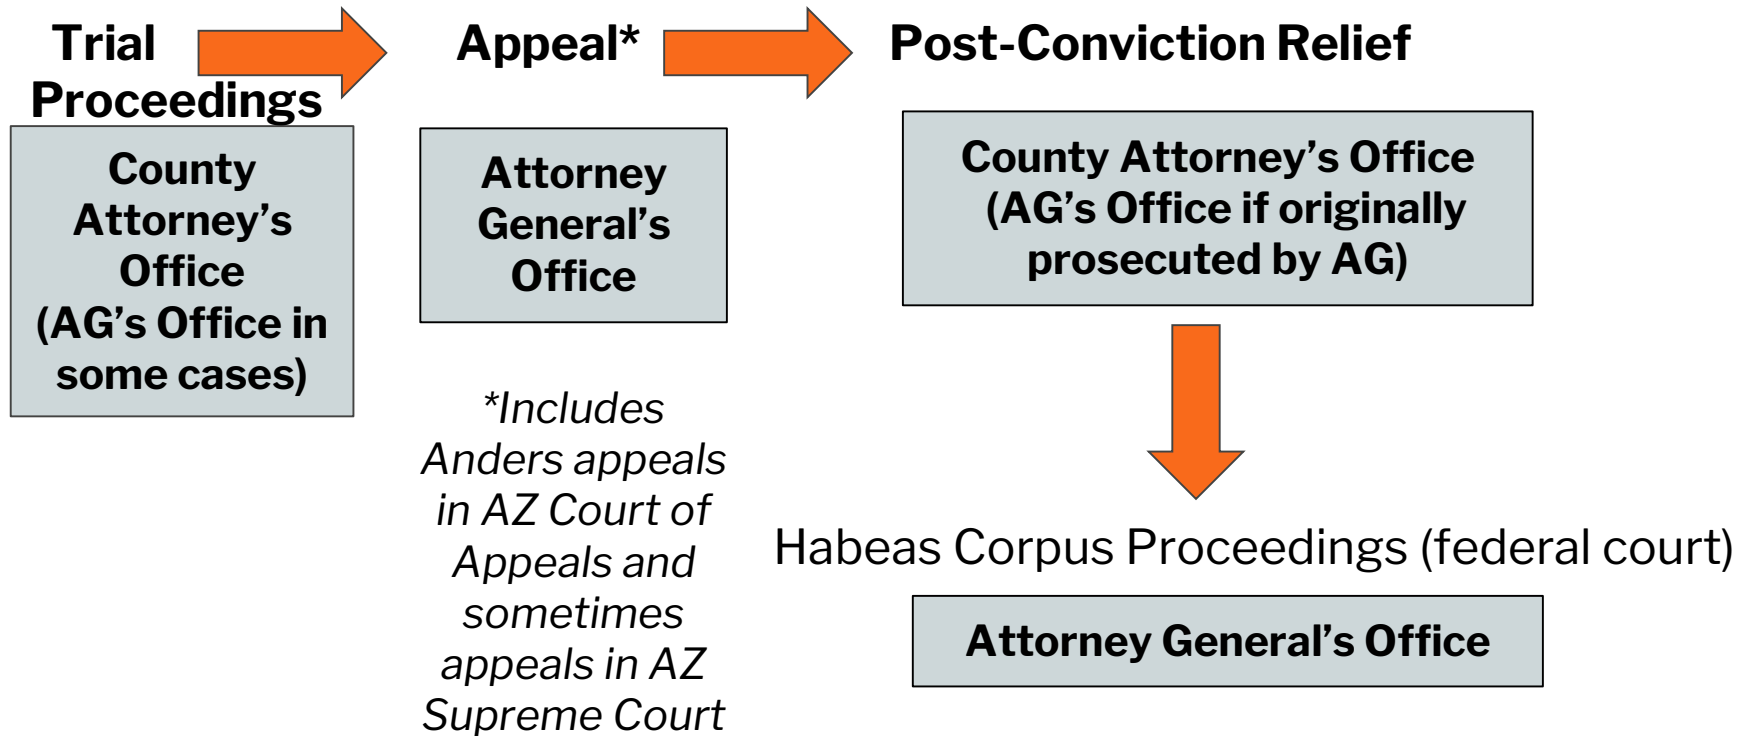 Trial
Proceedings
County
Attorney’s
Office
(AG’s Office in
some cases)
Appeal*
Attorney
General’s
Office
*Includes
Anders appeals
in AZ Court of
Appeals and
sometimes
appeals in AZ
Supreme Court
Post-Conviction Relief
County Attorney’s Office
(AG’s Office if originally
prosecuted by AG)
Habeas Corpus Proceedings (federal court)
Attorney General’s Office